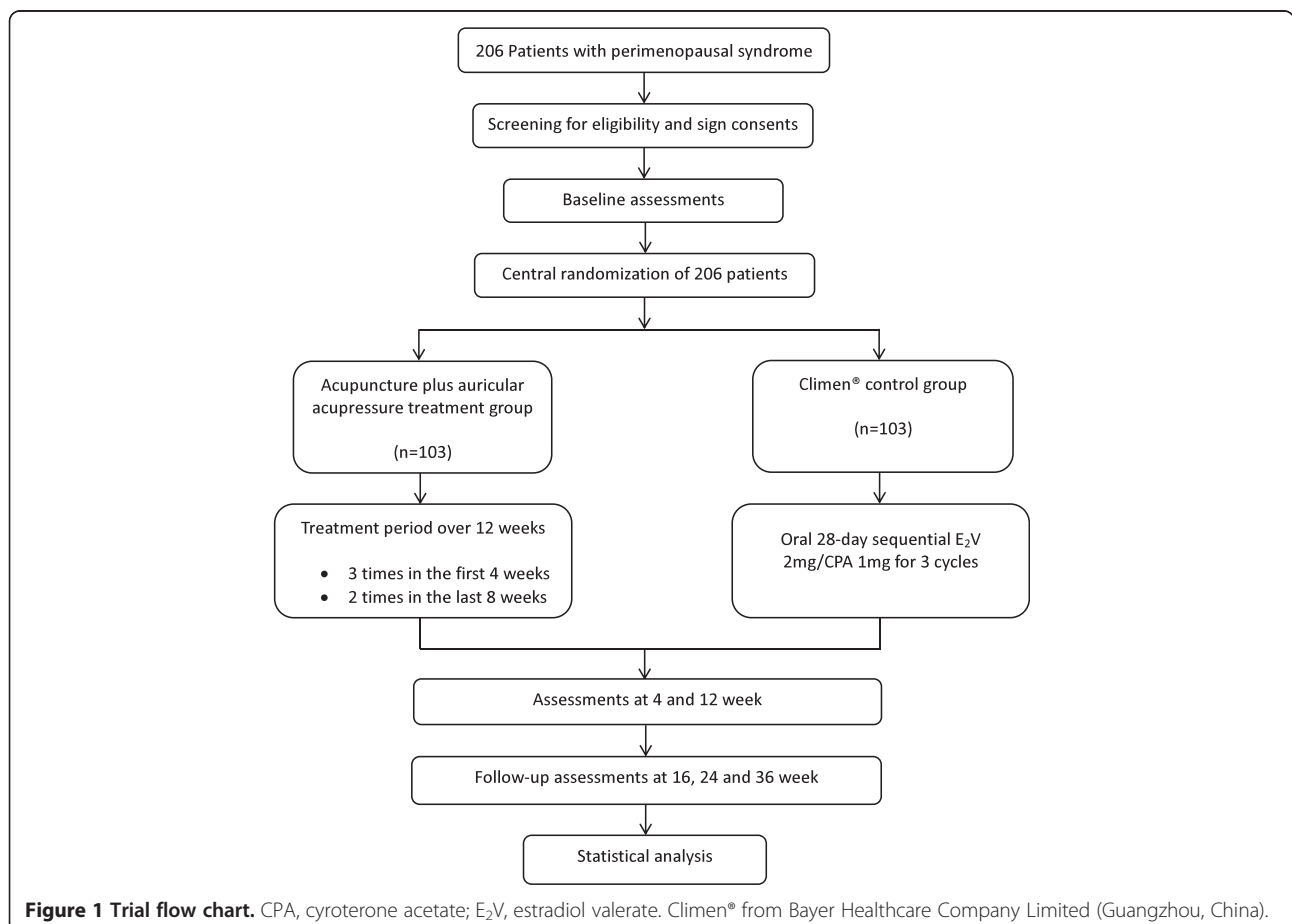 206 Patients with perimenopausal syndrome
Screening for eligibility and sign consents
Baseline assessments
Central randomization of 206 patients
Acupuncture plus auricular
acupressure treatment group
(n=103)
Climen® control group
(n=103)
Treatment period over 12 weeks
• 3 times in the first 4 weeks
• 2 times in the last 8 weeks
Oral 28-day sequential E₂V
2mg/CPA 1mg for 3 cycles
Assessments at 4 and 12 week
Follow-up assessments at 16, 24 and 36 week
Statistical analysis
Figure 1 Trial flow chart. CPA, cyroterone acetate; E₂V, estradiol valerate. Climen® from Bayer Healthcare Company Limited (Guangzhou, China).